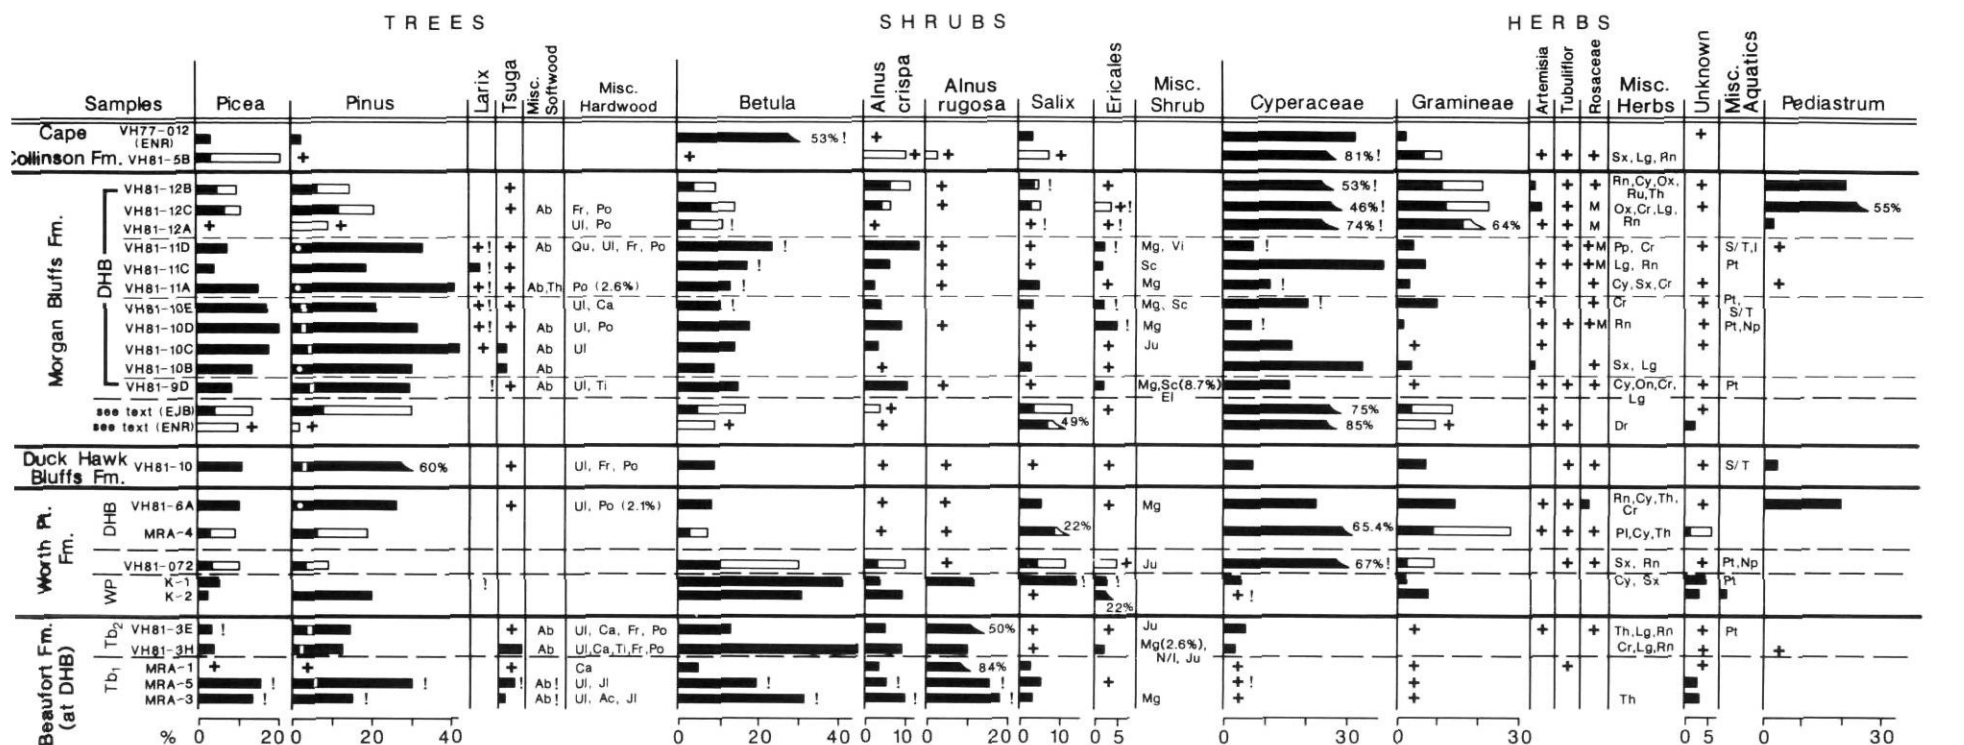 TREES SHRUBS HERBS
Samples Picea Pinus Larix Tsuga Misc. Softwood Misc. Hardwood Betula Alnus crispa Alnus rugosa Salix Ericales Misc. Shrub Cyperaceae Gramineae Artemisia Tubuliflor Rosaceae Misc. Herbs Unknown Misc. Aquatics Pediastrum
Cape Collinson Fm.
VH77-012 (ENR) 53% ! + +
VH81-5B + + + + + + 81% ! + + + Sx, Lg, Rn
Morgan Bluffs Fm.
DHB
VH81-12B + + ! + 53% ! + + Rn,Cy,Ox, Ru,Th +
VH81-12C + Ab Fr, Po + +! 46% ! + M Ox,Cr,Lg, + 55%
VH81-12A + + Ul, Po ! + + ! + ! 74% ! 64% + + M Rn
VH81-11D + ! + Ab Qu, Ul, Fr, Po ! + + ! Mg, Vi ! + +M Pp, Cr + S/T,I +
VH81-11C ! + ! + + Sc + + +M Lg, Rn Pt
VH81-11A + ! + Ab,Th Po (2.6%) ! + Mg ! + + + Cy,Sx,Cr +
VH81-10E + ! + Ul, Ca ! ! Mg, Sc ! + + Cr + Pt, S/T
VH81-10D + ! + Ab Ul, Po + + ! Mg ! + + +M Rn + Pt,Np
VH81-10C + Ab Ul + + Ju + + +
VH81-10B Ab + + + Sx, Lg
VH81-9D ! + Ab Ul, Ti + + Mg,Sc(8.7%) El + + + + Cy,On,Cr, Lg + Pt
see text (EJB) + + 75% + +
see text (ENR) + + + + 49% 85% + + + Dr
Duck Hawk Bluffs Fm.
VH81-10 60% + Ul, Fr, Po + + + + + + + S/T
Worth Pt. Fm.
DHB
VH81-6A + Ul, Po (2.1%) + + + Mg + + Rn,Cy,Th, Cr +
MRA-4 + + 22% 65.4% + + + Pl,Cy,Th
VH81-072 + + Ju 67% ! + + Sx, Rn + Pt,Np
WP
K-1 ! ! ! Cy, Sx Pt
K-2 + 22% + !
Beaufort Fm. (at DHB)
Tb2
VH81-3E ! + Ab Ul, Ca, Fr, Po 50% + + Ju + + + Th,Lg,Rn + Pt
VH81-3H Ab Ul,Ca,Ti,Fr,Po Mg(2.6%), N/I, Ju Cr,Lg,Rn + +
Tb1
MRA-1 + + + Ca 84% + + + +
MRA-5 ! ! ! Ab ! Ul, Jl ! ! ! + + ! +
MRA-3 ! ! Ab ! Ul, Ac, Jl ! ! ! Mg + + Th
% 0 20 0 20 40 0 20 40 0 10 0 10 20 0 10 0 5 0 30 0 30 0 5 0 30